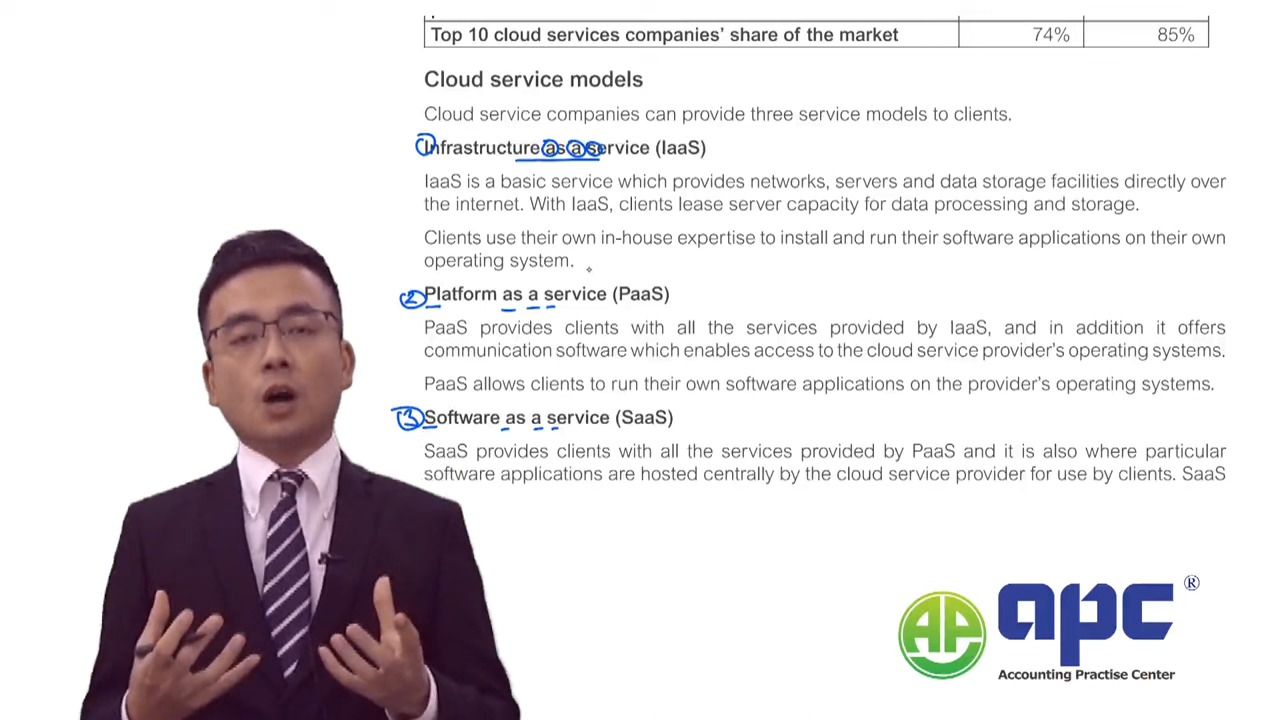 Top 10 cloud services companies' share of the market 74% 85%
Cloud service models
Cloud service companies can provide three service models to clients.
① Infrastructure as a service (IaaS)
IaaS is a basic service which provides networks, servers and data storage facilities directly over
the internet. With IaaS, clients lease server capacity for data processing and storage.
Clients use their own in-house expertise to install and run their software applications on their own
operating system.
② Platform as a service (PaaS)
PaaS provides clients with all the services provided by IaaS, and in addition it offers
communication software which enables access to the cloud service provider's operating systems.
PaaS allows clients to run their own software applications on the provider's operating systems.
③ Software as a service (SaaS)
SaaS provides clients with all the services provided by PaaS and it is also where particular
software applications are hosted centrally by the cloud service provider for use by clients. SaaS
AP
apc®
Accounting Practise Center